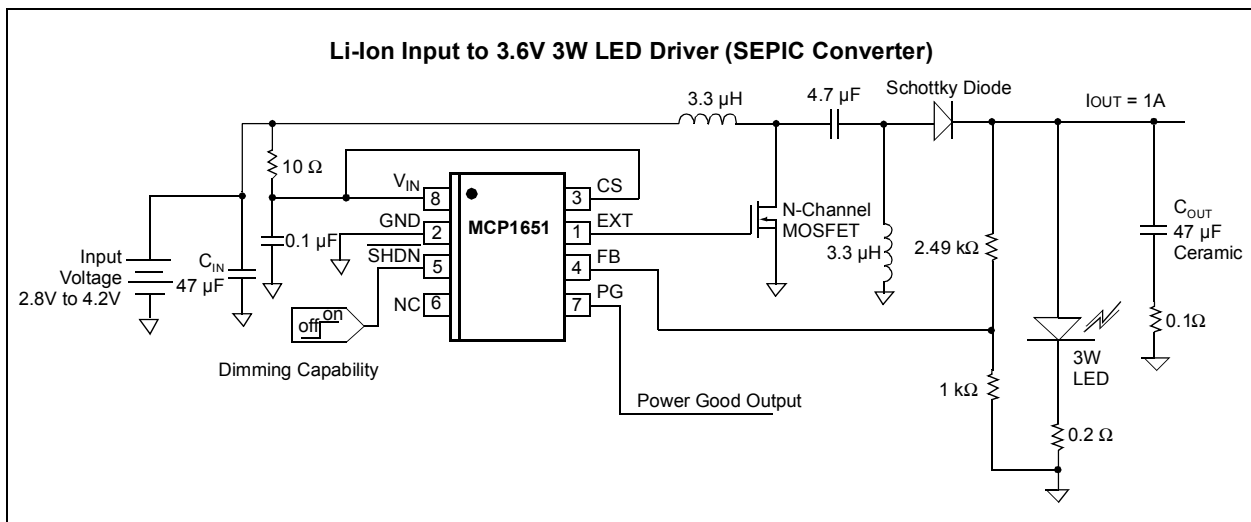 Li-Ion Input to 3.6V 3W LED Driver (SEPIC Converter)
3.3 µH
4.7 µF
Schottky Diode
IOUT = 1A
10 Ω
VIN
8
MCP1651
3
CS
GND
2
1
EXT
N-Channel
MOSFET
0.1 µF
SHDN
5
4
FB
3.3 µH
2.49 kΩ
COUT
47 µF
Ceramic
Input
Voltage
2.8V to 4.2V
CIN
47 µF
NC
6
7
PG
on
off
Dimming Capability
0.1Ω
3W
LED
1 kΩ
Power Good Output
0.2 Ω